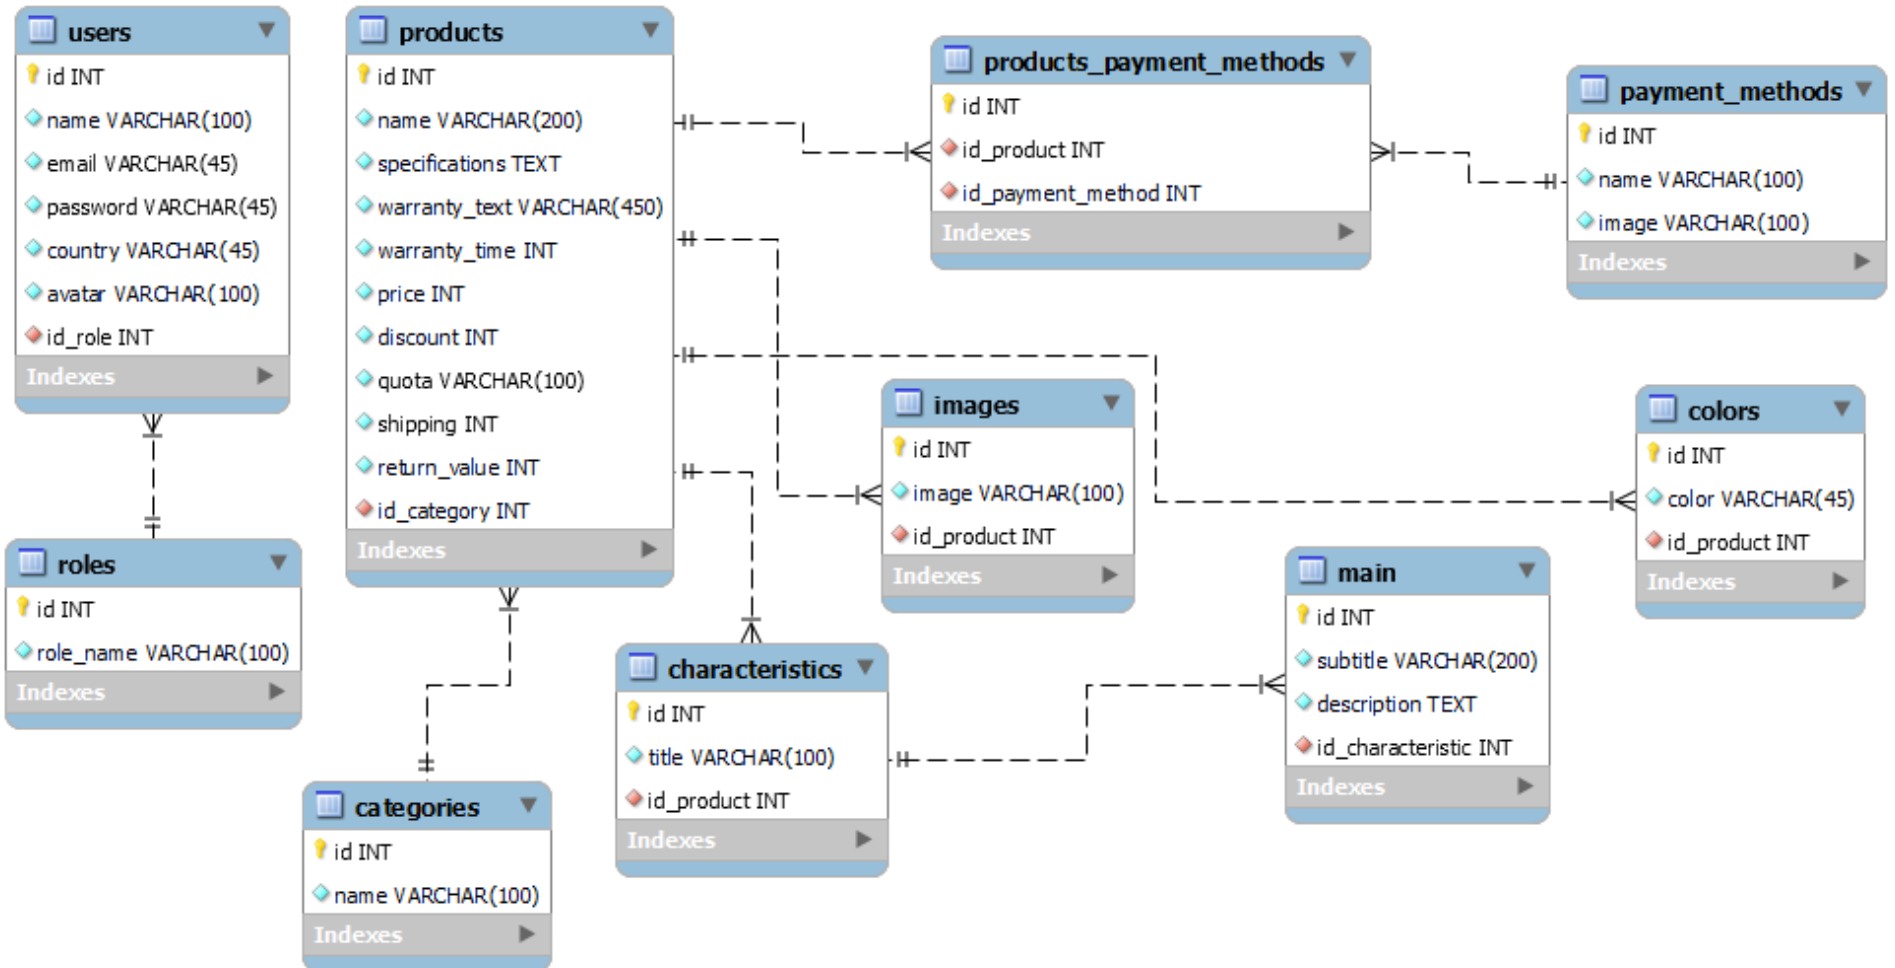 users
id INT
name VARCHAR(100)
email VARCHAR(45)
password VARCHAR(45)
country VARCHAR(45)
avatar VARCHAR(100)
id_role INT
Indexes
roles
id INT
role_name VARCHAR(100)
Indexes
products
id INT
name VARCHAR(200)
specifications TEXT
warranty_text VARCHAR(450)
warranty_time INT
price INT
discount INT
quota VARCHAR(100)
shipping INT
return_value INT
id_category INT
Indexes
categories
id INT
name VARCHAR(100)
Indexes
products_payment_methods
id INT
id_product INT
id_payment_method INT
Indexes
payment_methods
id INT
name VARCHAR(100)
image VARCHAR(100)
Indexes
images
id INT
image VARCHAR(100)
id_product INT
Indexes
colors
id INT
color VARCHAR(45)
id_product INT
Indexes
characteristics
id INT
title VARCHAR(100)
id_product INT
Indexes
main
id INT
subtitle VARCHAR(200)
description TEXT
id_characteristic INT
Indexes